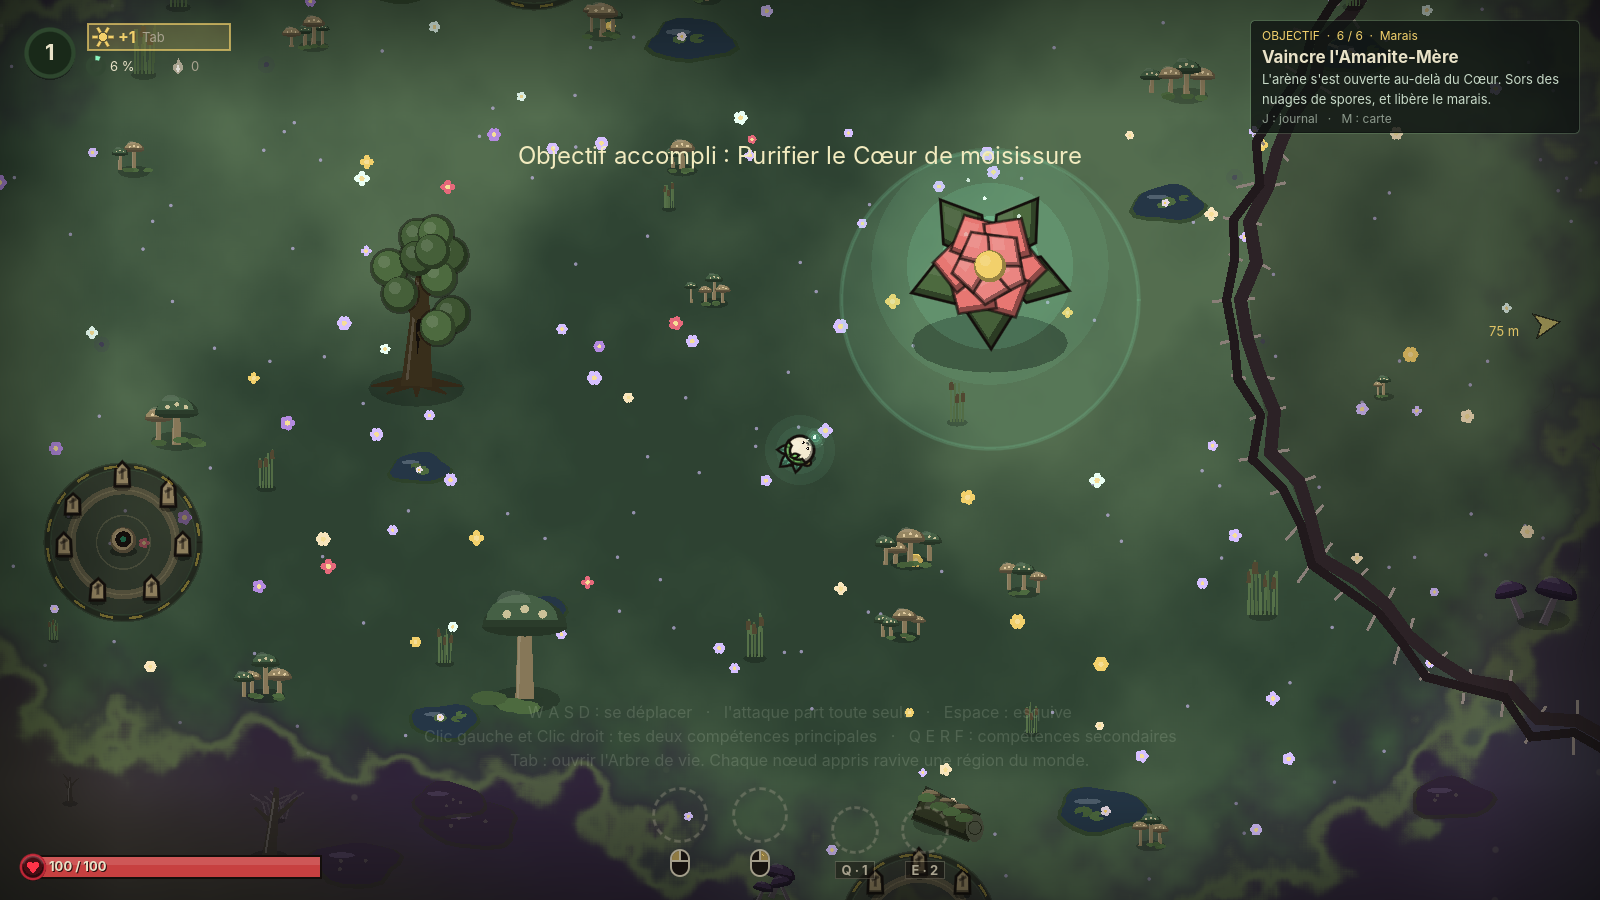 1
+1 Tab
6 %
0
OBJECTIF · 6 / 6 · Marais
Vaincre l'Amanite-Mère
L'arène s'est ouverte au-delà du Cœur. Sors des
nuages de spores, et libère le marais.
J : journal · M : carte
Objectif accompli : Purifier le Cœur de moisissure
75 m
W A S D : se déplacer · l'attaque part toute seule · Espace : esquive
Clic gauche et Clic droit : tes deux compétences principales · Q E R F : compétences secondaires
Tab : ouvrir l'Arbre de vie. Chaque nœud appris ravive une région du monde.
100 / 100
Q · 1
E · 2